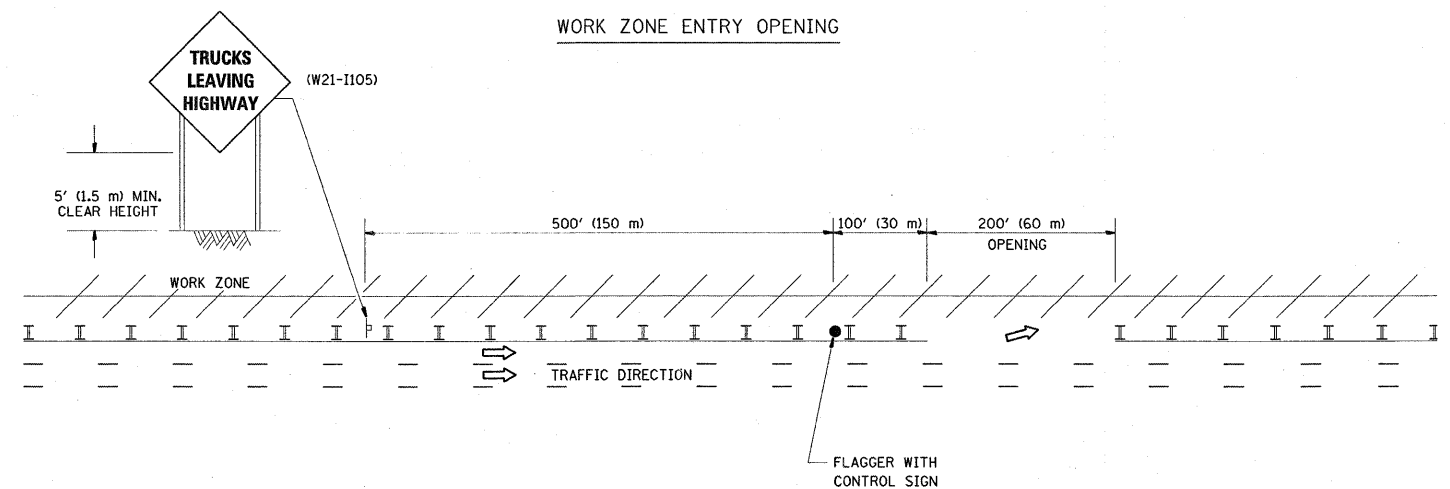 WORK ZONE ENTRY OPENING
TRUCKS
LEAVING
HIGHWAY
(W21-I105)
5' (1.5 m) MIN.
CLEAR HEIGHT
500' (150 m)
100' (30 m)
200' (60 m)
OPENING
WORK ZONE
TRAFFIC DIRECTION
FLAGGER WITH
CONTROL SIGN